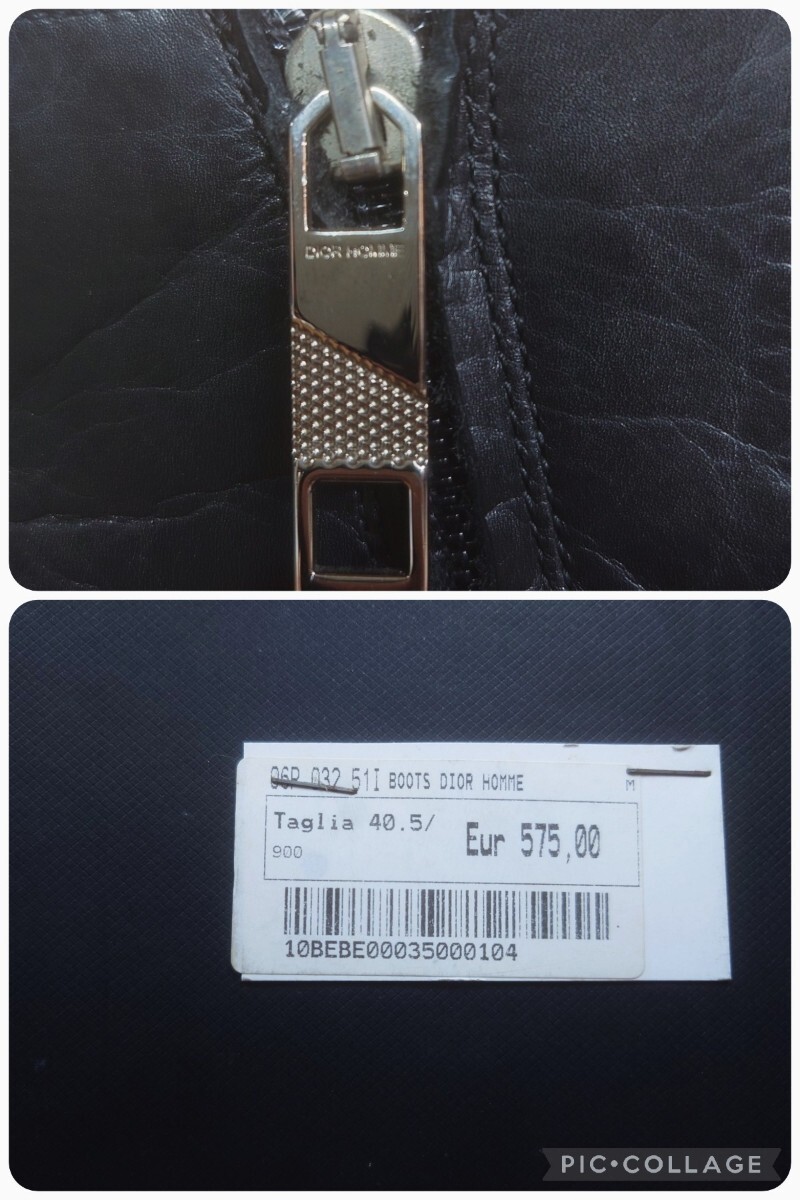 DIOR HOMME
06P 032 51I BOOTS DIOR HOMME M
Taglia 40.5/ Eur 575,00
900
10BEBE00035000104
PIC•COLLAGE